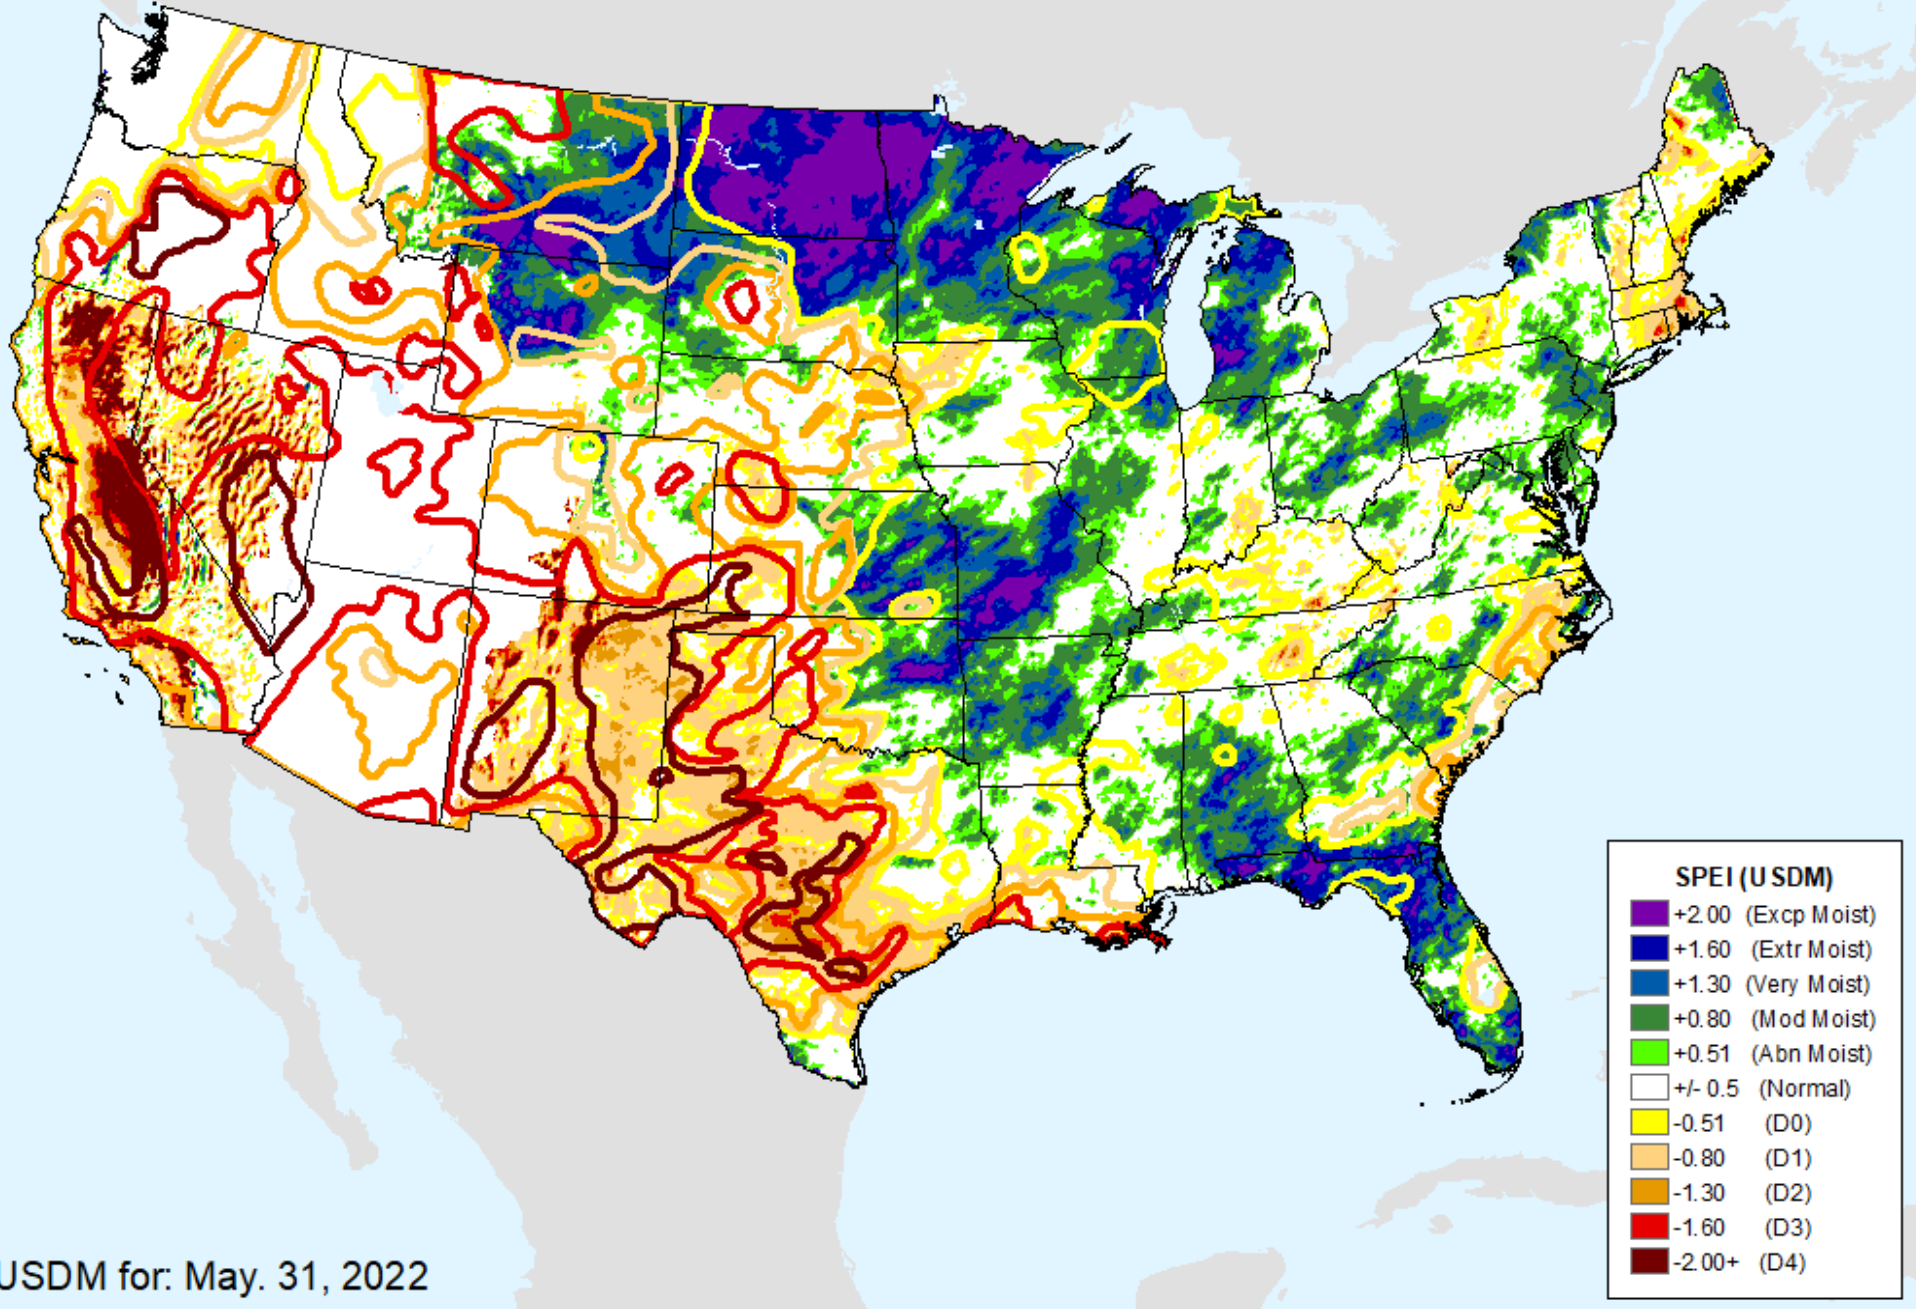 SPEI (USDM)
+2.00 (Excp Moist)
+1.60 (Extr Moist)
+1.30 (Very Moist)
+0.80 (Mod Moist)
+0.51 (Abn Moist)
+/- 0.5 (Normal)
-0.51 (D0)
-0.80 (D1)
-1.30 (D2)
-1.60 (D3)
-2.00+ (D4)
USDM for: May. 31, 2022